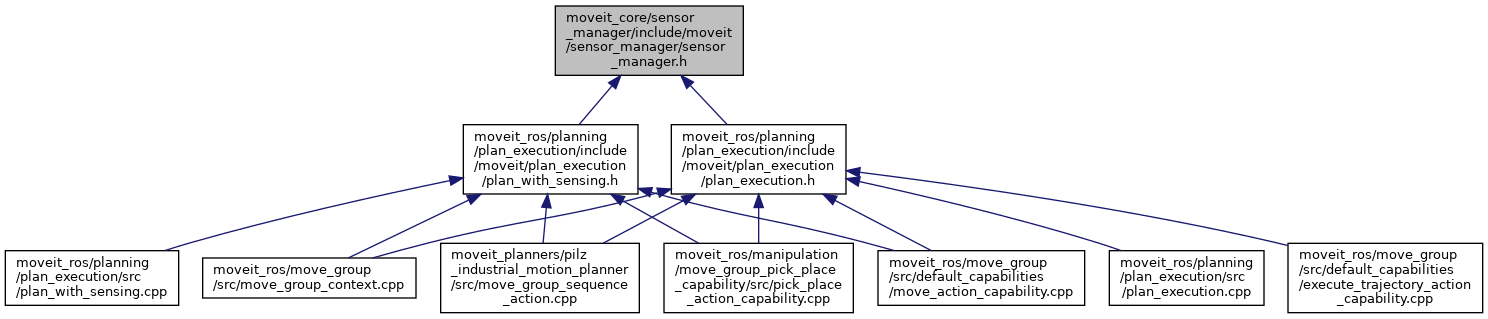 moveit_core/sensor
_manager/include/moveit
/sensor_manager/sensor
_manager.h
moveit_ros/planning
/plan_execution/include
/moveit/plan_execution
/plan_with_sensing.h
moveit_ros/planning
/plan_execution/include
/moveit/plan_execution
/plan_execution.h
moveit_ros/planning
/plan_execution/src
/plan_with_sensing.cpp
moveit_ros/move_group
/src/move_group_context.cpp
moveit_planners/pilz
_industrial_motion_planner
/src/move_group_sequence
_action.cpp
moveit_ros/manipulation
/move_group_pick_place
_capability/src/pick_place
_action_capability.cpp
moveit_ros/move_group
/src/default_capabilities
/move_action_capability.cpp
moveit_ros/planning
/plan_execution/src
/plan_execution.cpp
moveit_ros/move_group
/src/default_capabilities
/execute_trajectory_action
_capability.cpp